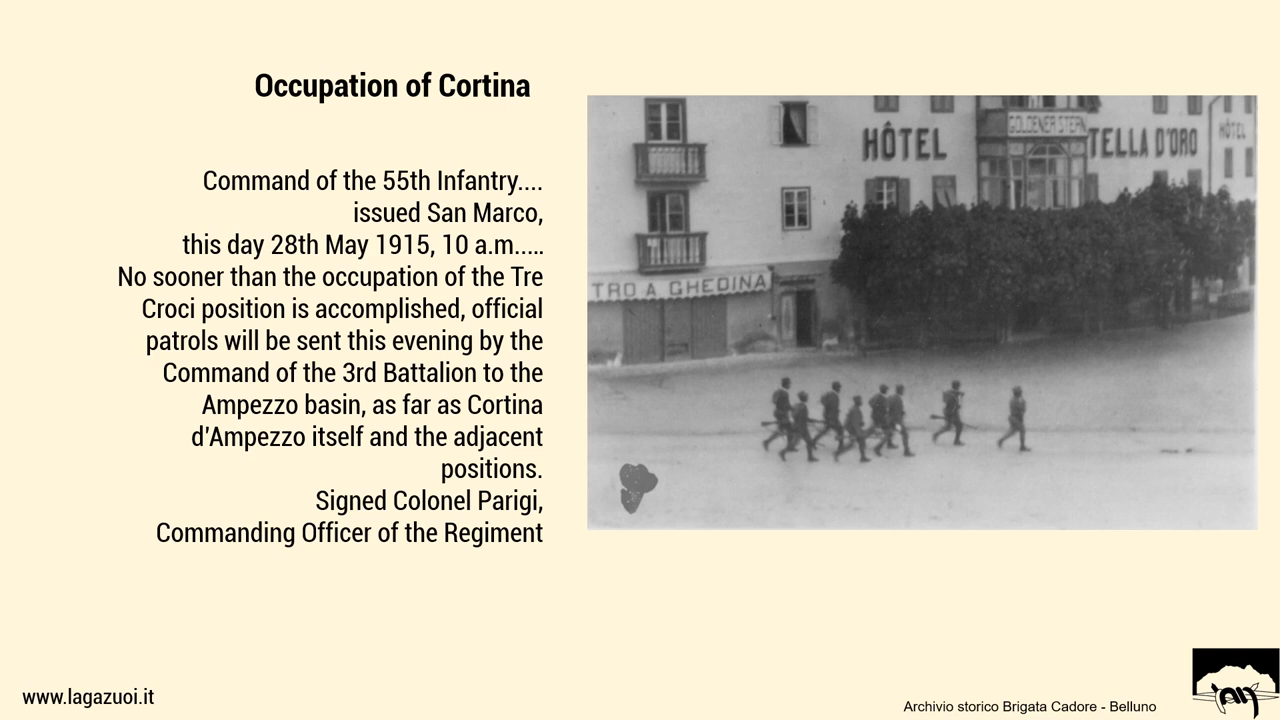 Occupation of Cortina
Command of the 55th Infantry....
issued San Marco,
this day 28th May 1915, 10 a.m.....
No sooner than the occupation of the Tre
Croci position is accomplished, official
patrols will be sent this evening by the
Command of the 3rd Battalion to the
Ampezzo basin, as far as Cortina
d'Ampezzo itself and the adjacent
positions.
Signed Colonel Parigi,
Commanding Officer of the Regiment
HÔTEL
GOLDENER STERN
TELLA D'ORO
HÔTEL
TRO A GHEDINA
www.lagazuoi.it
Archivio storico Brigata Cadore - Belluno